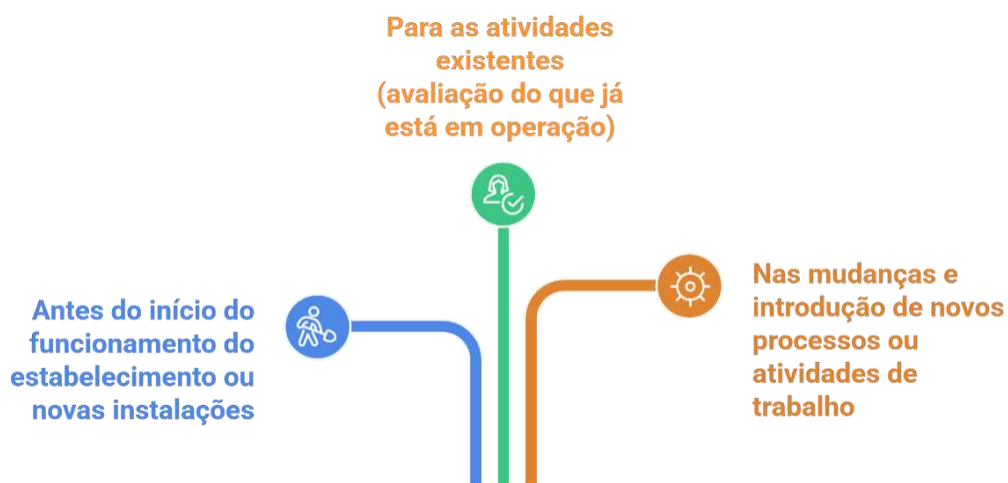 Para as atividades
existentes
(avaliação do que já
está em operação)
Antes do início do
funcionamento do
estabelecimento ou
novas instalações
Nas mudanças e
introdução de novos
processos ou
atividades de
trabalho